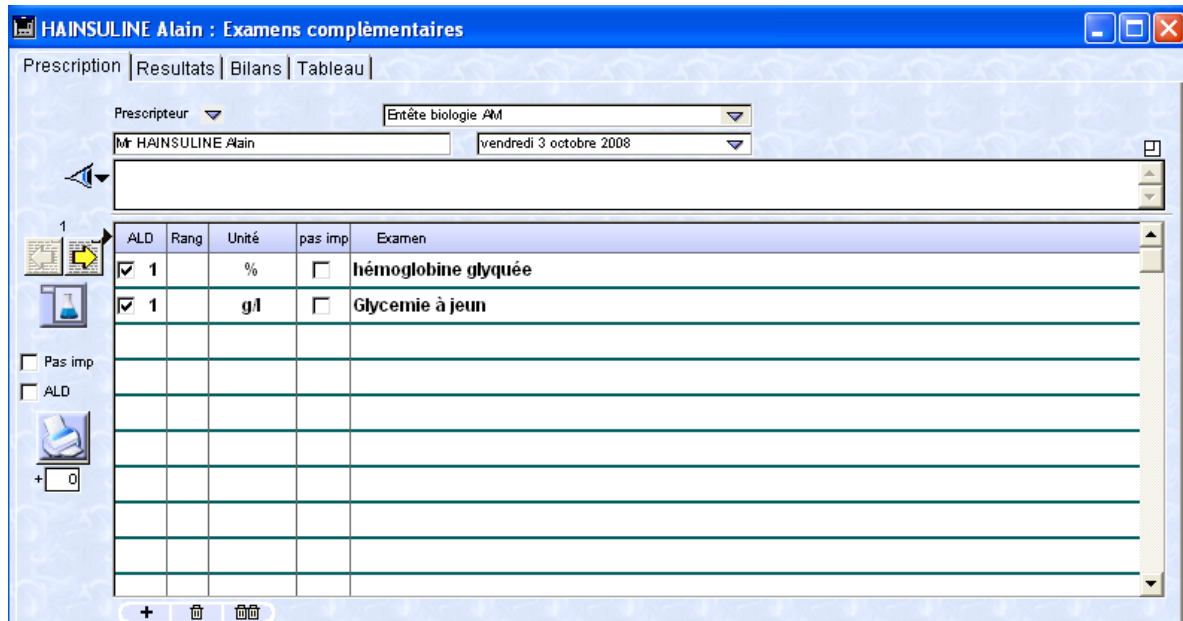 HAINSULINE Alain : Examens complèmentaires
Prescription Resultats Bilans Tableau
Prescripteur Entête biologie AM
Mr HAINSULINE Alain vendredi 3 octobre 2008
1
ALD Rang Unité pas imp Examen
1 % hémoglobine glyquée
1 g/l Glycemie à jeun
Pas imp
ALD
+ 0
+